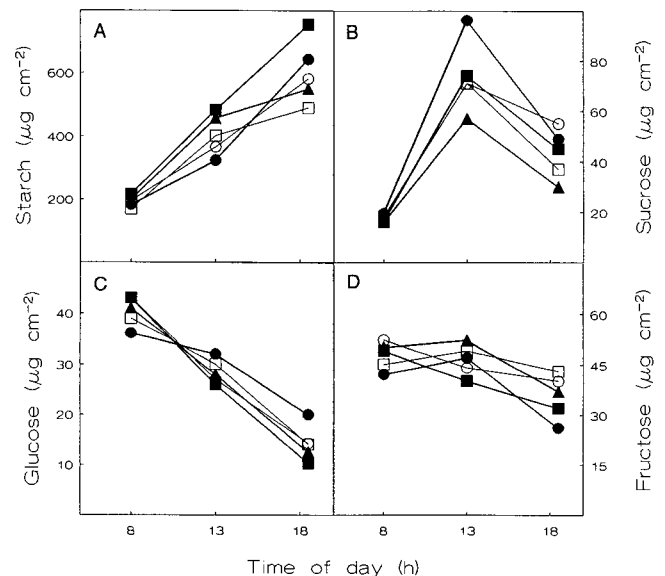 A
B
600
400
200
Starch (μg cm⁻²)
80
60
40
20
Sucrose (μg cm⁻²)
C
D
40
30
20
10
Glucose (μg cm⁻²)
60
45
30
15
Fructose (μg cm⁻²)
8 13 18
8 13 18
Time of day (h)